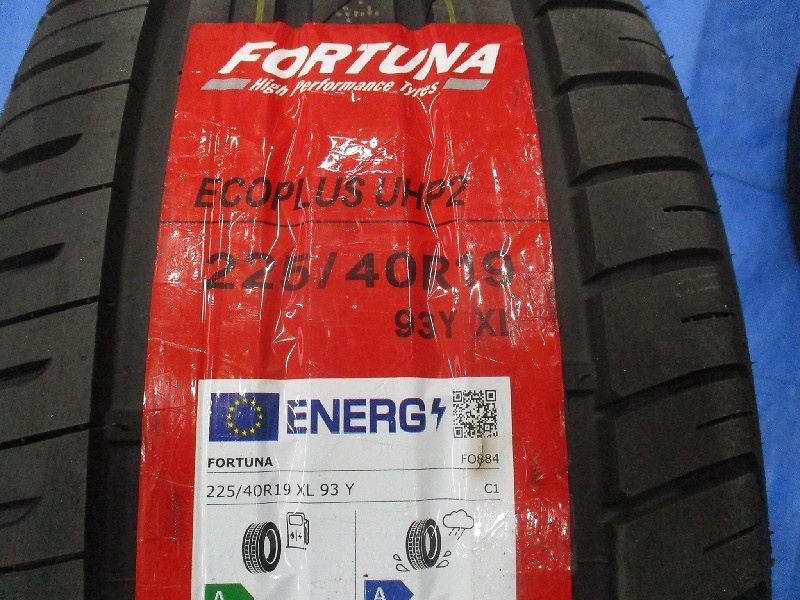 FORTUNA
High Performance Tyres
ECOPLUS UHP2
225/40R19
93Y XL
ENERG
FORTUNA FO884
225/40R19 XL 93 Y C1
A A